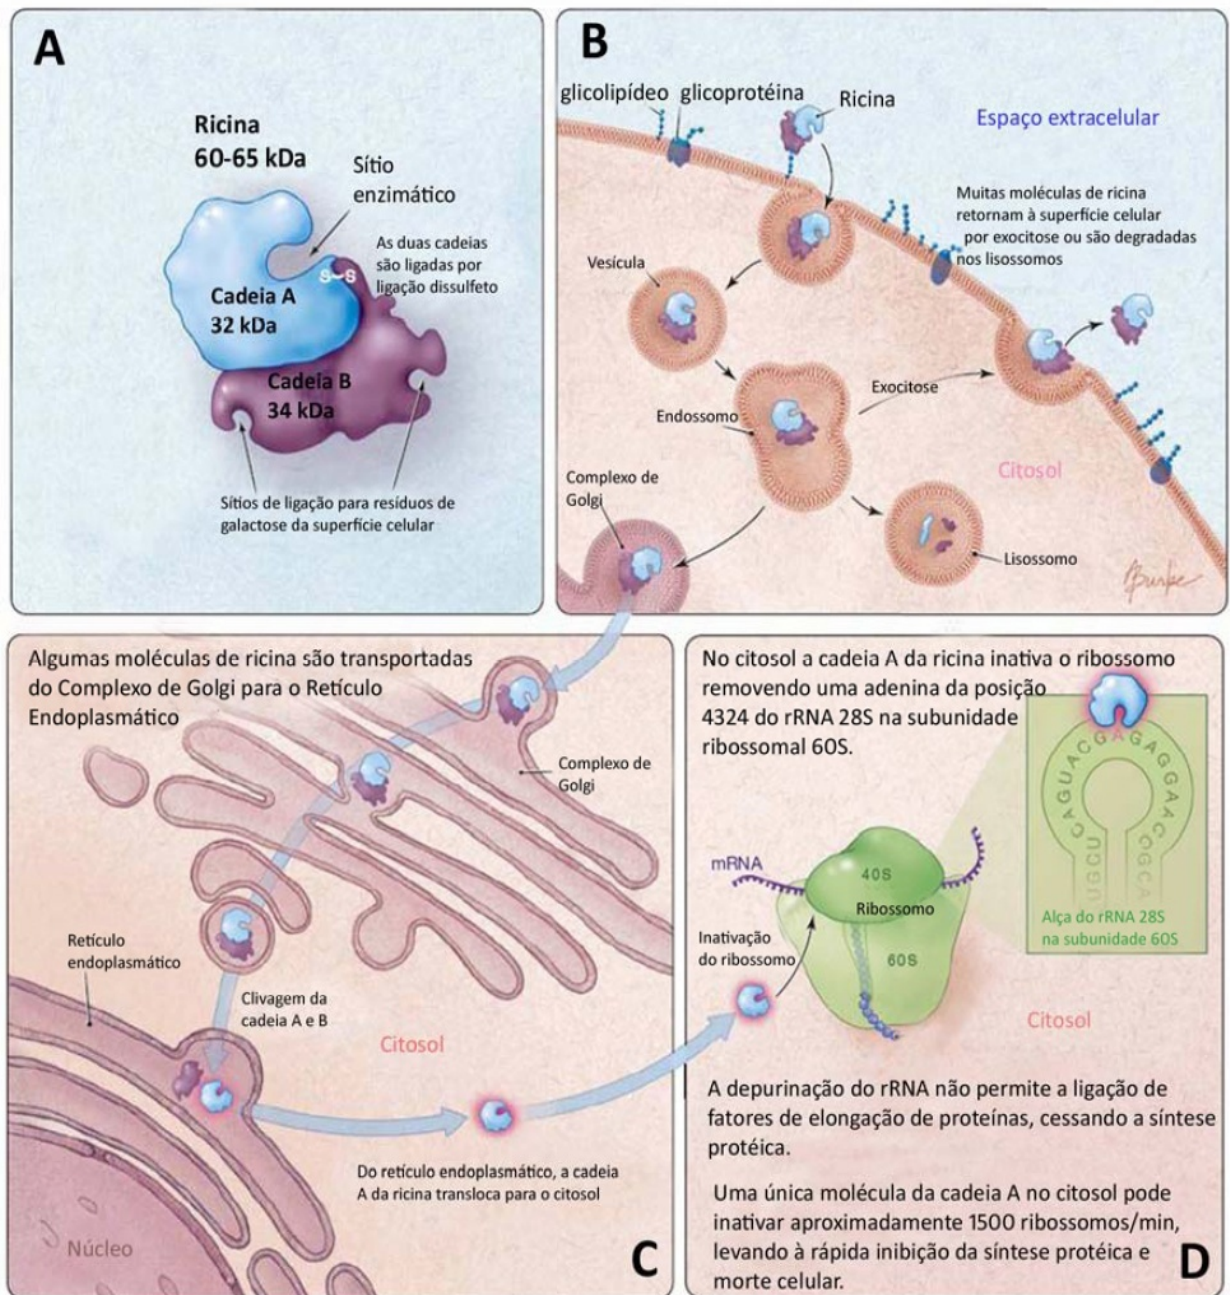 A
Ricina
60-65 kDa
Sítio
enzimático
As duas cadeias
são ligadas por
ligação dissulfeto
S-S
Cadeia A
32 kDa
Cadeia B
34 kDa
Sítios de ligação para resíduos de
galactose da superfície celular
B
glicolipídeo
glicoprotéina
Ricina
Espaço extracelular
Muitas moléculas de ricina
retornam à superfície celular
por exocitose ou são degradadas
nos lisossomos
Vesícula
Endossomo
Exocitose
Citosol
Complexo de
Golgi
Lisossomo
Burke
Algumas moléculas de ricina são transportadas
do Complexo de Golgi para o Retículo
Endoplasmático
Complexo de
Golgi
Retículo
endoplasmático
Clivagem da
cadeia A e B
Citosol
Do retículo endoplasmático, a cadeia
A da ricina transloca para o citosol
Núcleo
C
No citosol a cadeia A da ricina inativa o ribossomo
removendo uma adenina da posição
4324 do rRNA 28S na subunidade
ribossomal 60S.
UGCU CAGUACGAGAGGAAC CGCA
Alça do rRNA 28S
na subunidade 60S
mRNA
40S
Ribossomo
60S
Inativação
do ribossomo
Citosol
A depurinação do rRNA não permite a ligação de
fatores de elongação de proteínas, cessando a síntese
protéica.
Uma única molécula da cadeia A no citosol pode
inativar aproximadamente 1500 ribossomos/min,
levando à rápida inibição da síntese protéica e
morte celular.
D